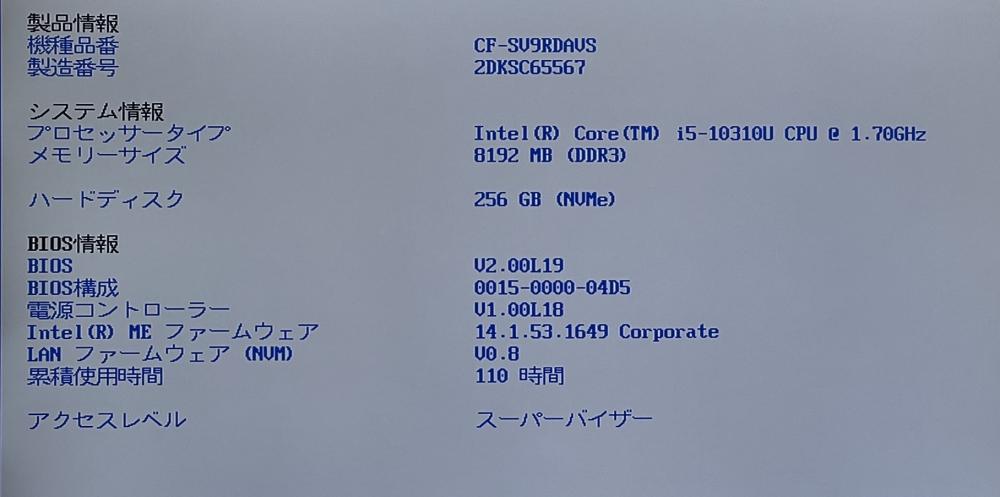 製品情報
機種品番 CF-SV9RDAVS
製造番号 2DKSC65567
システム情報
プロセッサータイプ Intel(R) Core(TM) i5-10310U CPU @ 1.70GHz
メモリーサイズ 8192 MB (DDR3)
ハードディスク 256 GB (NVMe)
BIOS情報
BIOS V2.00L19
BIOS構成 0015-0000-04D5
電源コントローラー V1.00L18
Intel(R) ME ファームウェア 14.1.53.1649 Corporate
LAN ファームウェア (NVM) V0.8
累積使用時間 110 時間
アクセスレベル スーパーバイザー